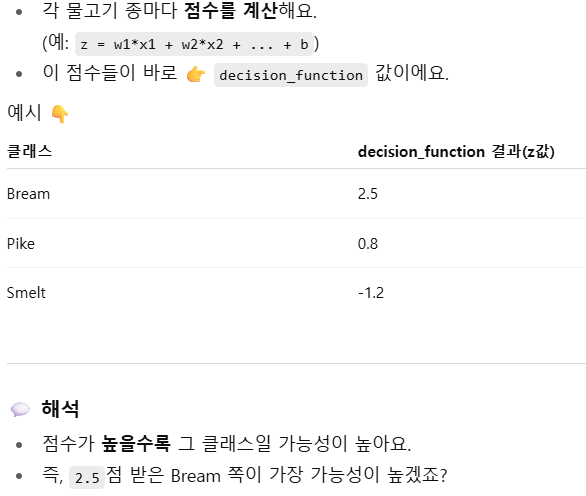 • 각 물고기 종마다 점수를 계산해요.
(예: z = w1*x1 + w2*x2 + ... + b)
• 이 점수들이 바로 👉 decision_function 값이에요.
예시 👇
클래스 decision_function 결과(z값)
Bream 2.5
Pike 0.8
Smelt -1.2
💬 해석
• 점수가 높을수록 그 클래스일 가능성이 높아요.
• 즉, 2.5점 받은 Bream 쪽이 가장 가능성이 높겠죠?